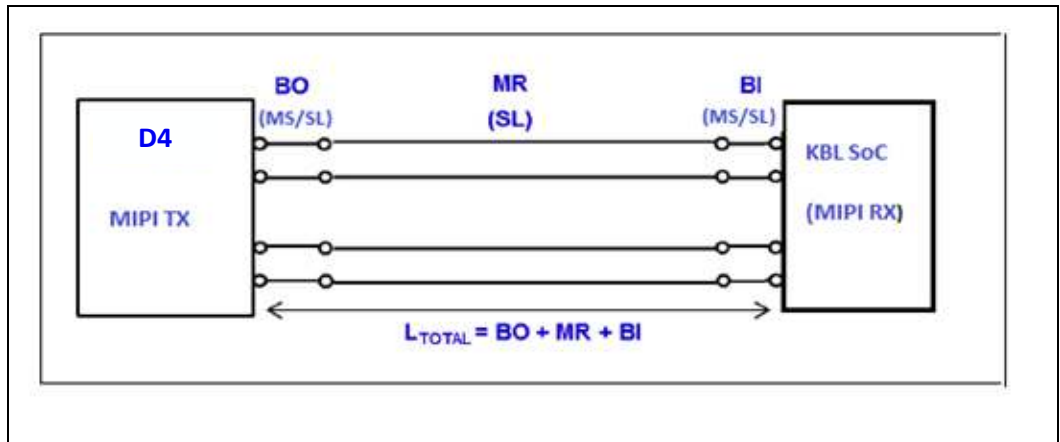 BO
(MS/SL)
MR
(SL)
BI
(MS/SL)
D4
MIPI TX
KBL SoC
(MIPI RX)
LTOTAL = BO + MR + BI